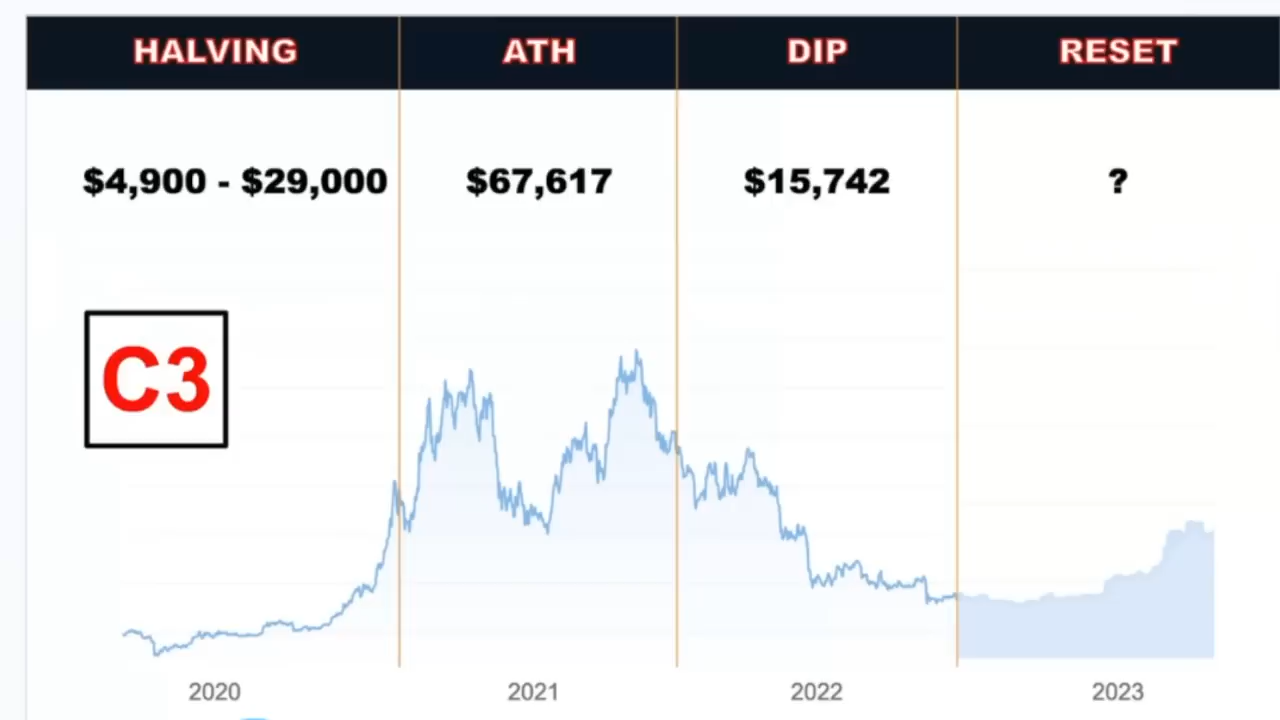 HALVING ATH DIP RESET
$4,900 - $29,000 $67,617 $15,742 ?
C3
2020 2021 2022 2023